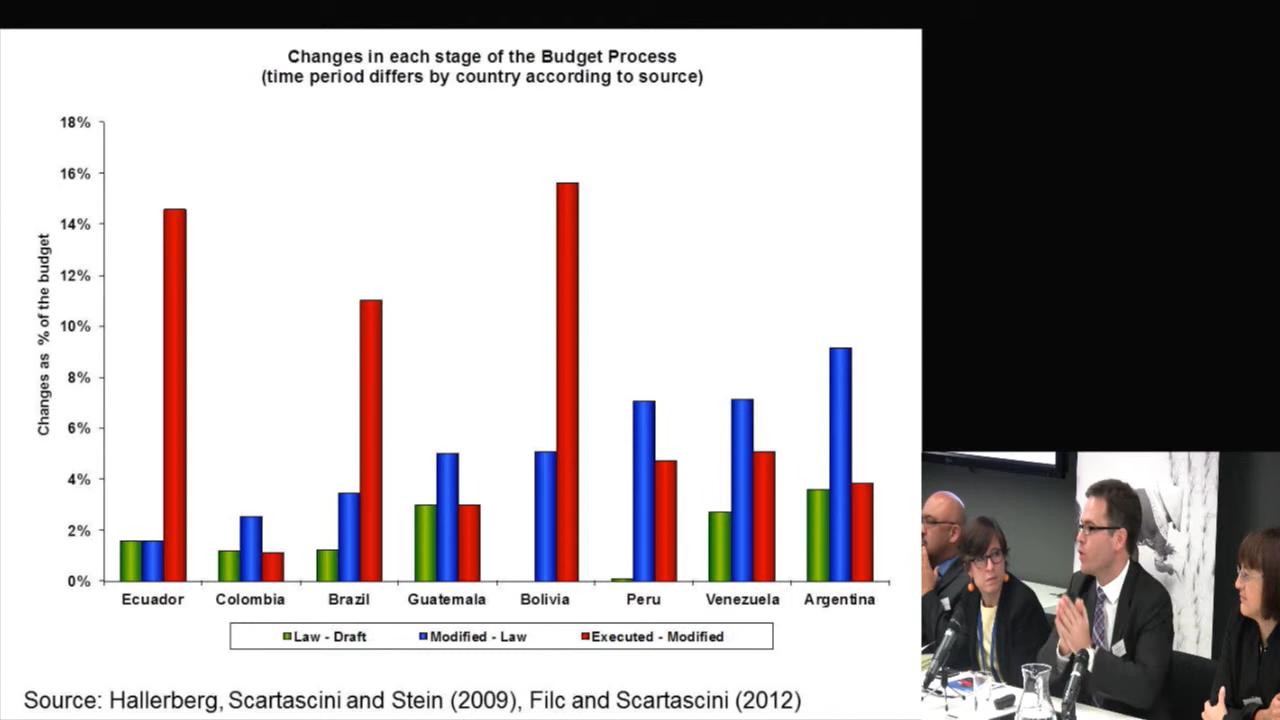 Changes in each stage of the Budget Process
(time period differs by country according to source)
Changes as % of the budget
18%
16%
14%
12%
10%
8%
6%
4%
2%
0%
Ecuador Colombia Brazil Guatemala Bolivia Peru Venezuela Argentina
Law - Draft Modified - Law Executed - Modified
Source: Hallerberg, Scartascini and Stein (2009), Filc and Scartascini (2012)